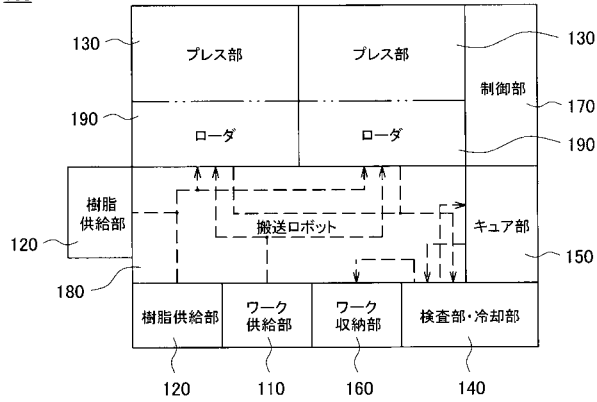 130
プレス部
プレス部
130
制御部
170
190
ローダ
ローダ
190
樹脂
供給部
120
搬送ロボット
キュア部
150
180
樹脂供給部
ワーク
供給部
ワーク
収納部
検査部・冷却部
120
110
160
140